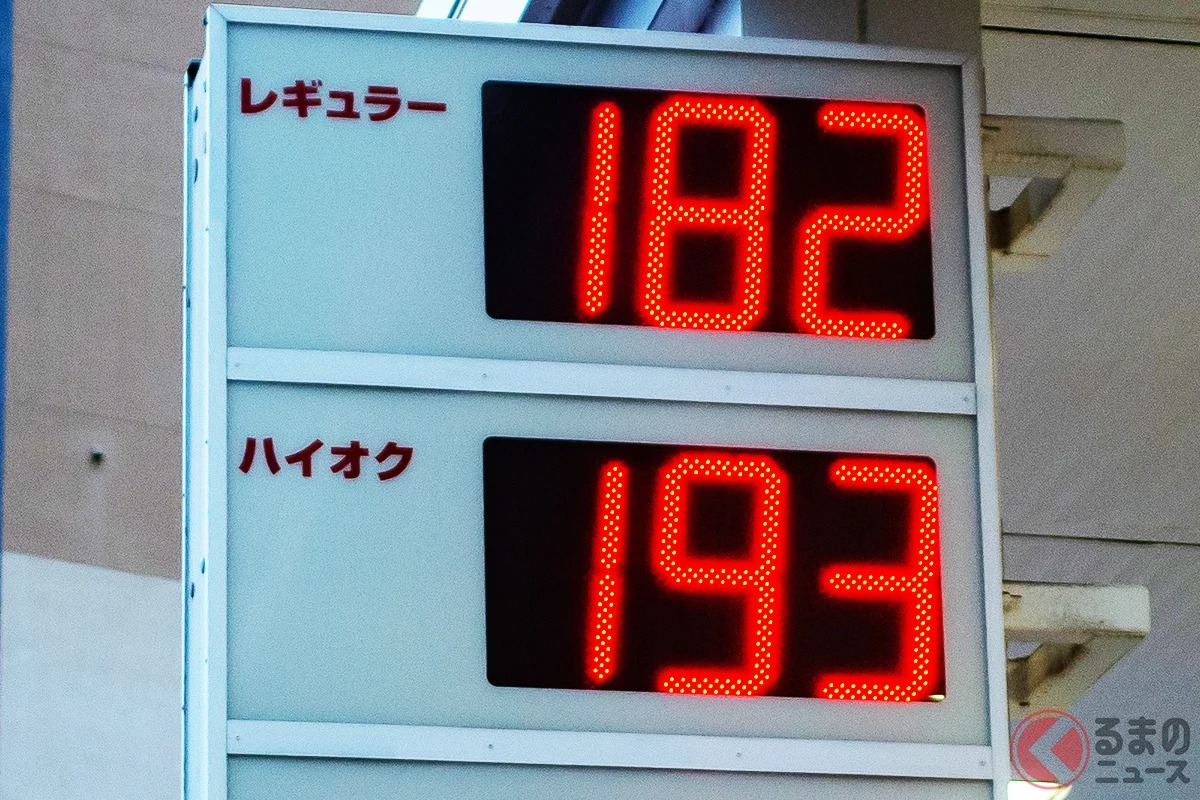 レギュラー
182
ハイオク
193
くるまの
ニュース